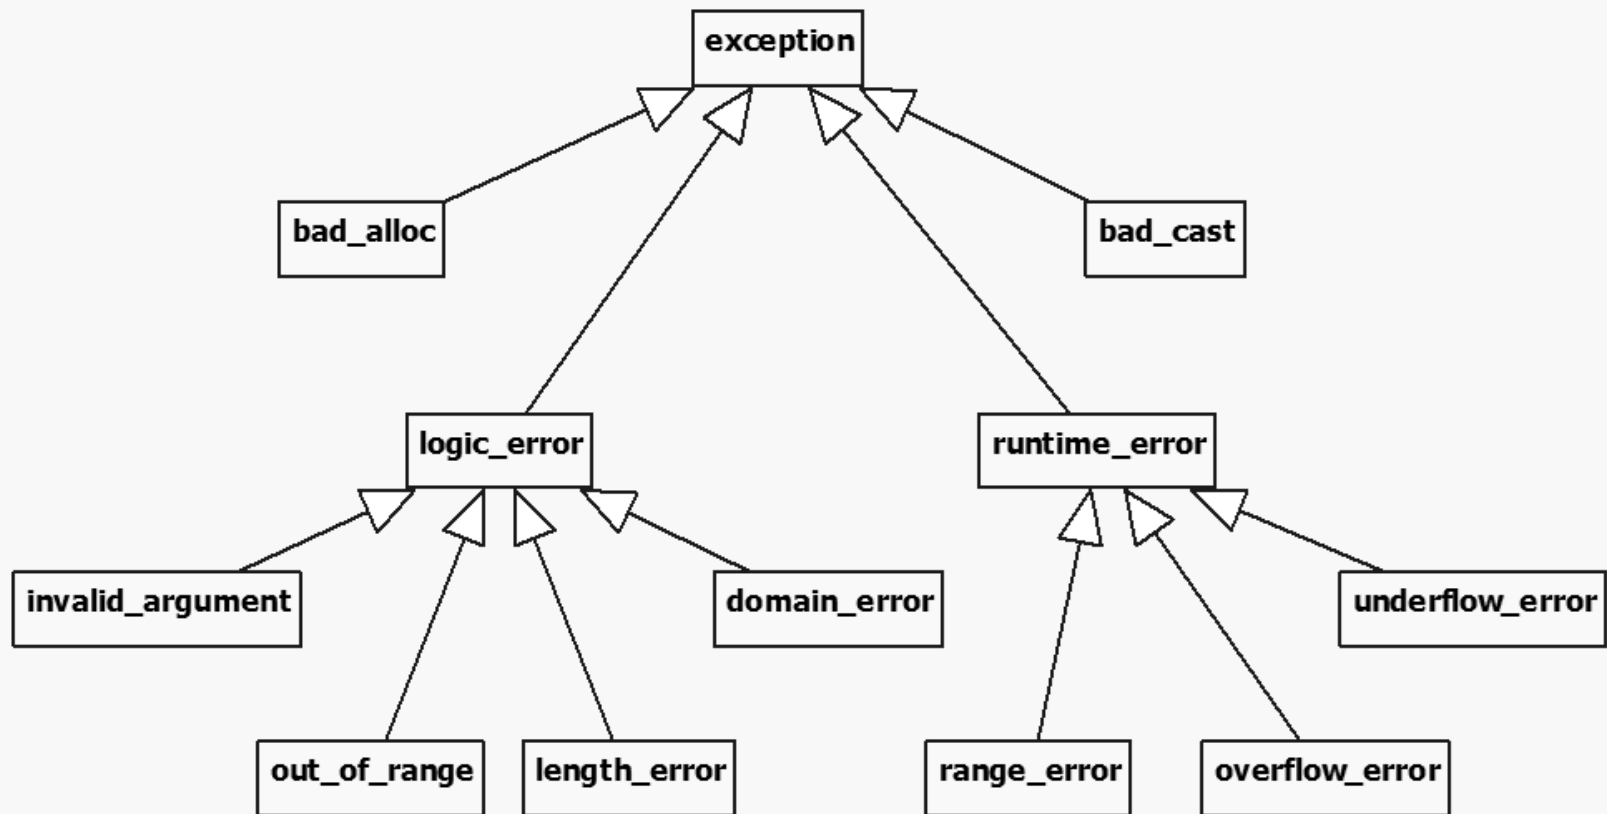 exception
bad_alloc
bad_cast
logic_error
runtime_error
invalid_argument
domain_error
underflow_error
out_of_range
length_error
range_error
overflow_error